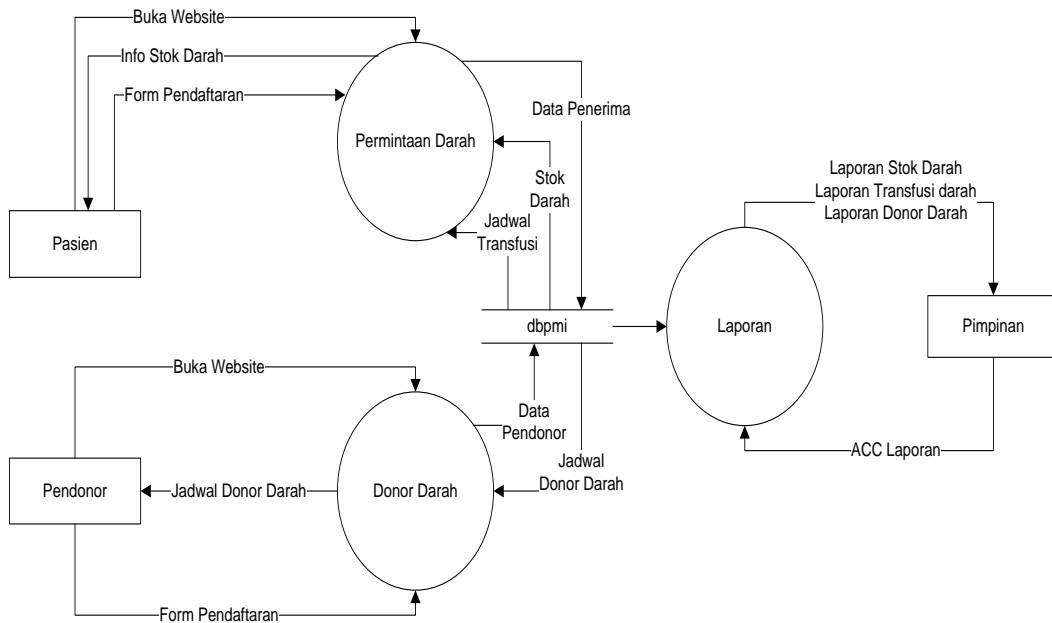 Buka Website
Info Stok Darah
Form Pendaftaran
Data Penerima
Permintaan Darah
Stok
Darah
Jadwal
Transfusi
Pasien
Laporan Stok Darah
Laporan Transfusi darah
Laporan Donor Darah
dbpmi
Laporan
Pimpinan
Buka Website
Data
Pendonor
Jadwal
Donor Darah
ACC Laporan
Pendonor
Jadwal Donor Darah
Donor Darah
Form Pendaftaran